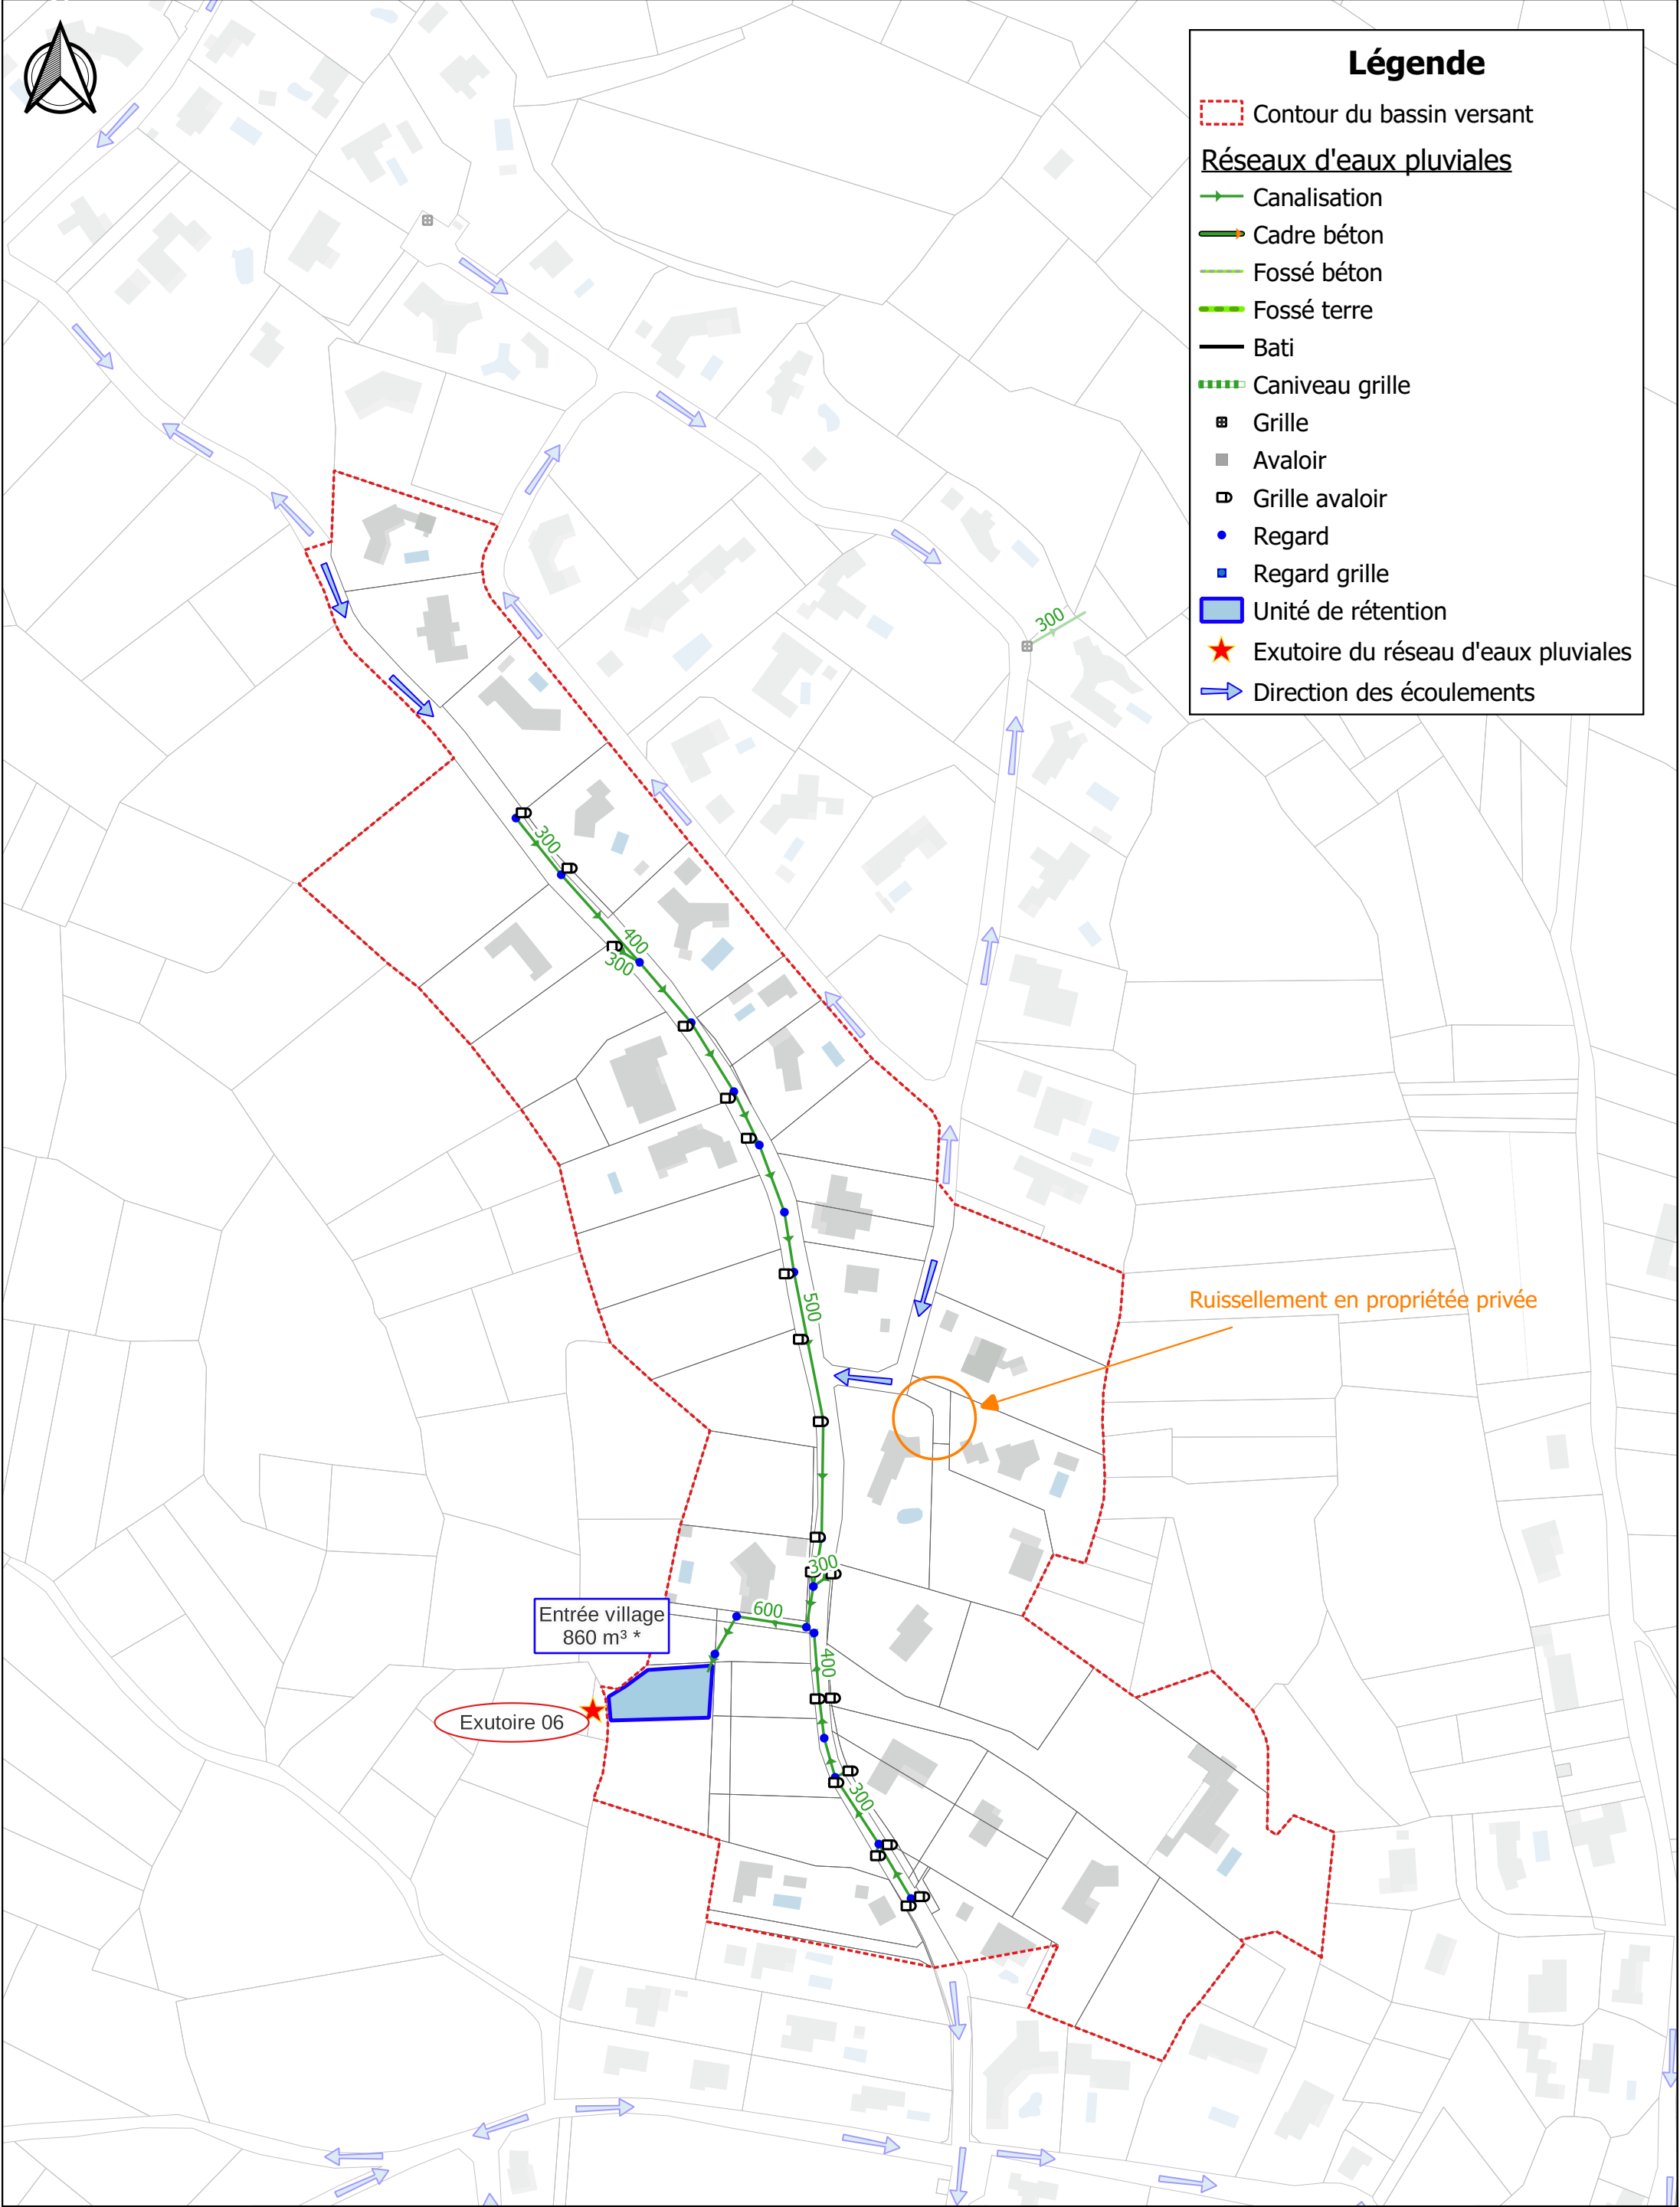 Légende
Contour du bassin versant
Réseaux d'eaux pluviales
Canalisation
Cadre béton
Fossé béton
Fossé terre
Bati
Caniveau grille
Grille
Avaloir
Grille avaloir
Regard
Regard grille
Unité de rétention
Exutoire du réseau d'eaux pluviales
Direction des écoulements
300
300
400
300
500
Ruissellement en propriétée privée
300
600
Entrée village
860 m³ *
400
Exutoire 06
300